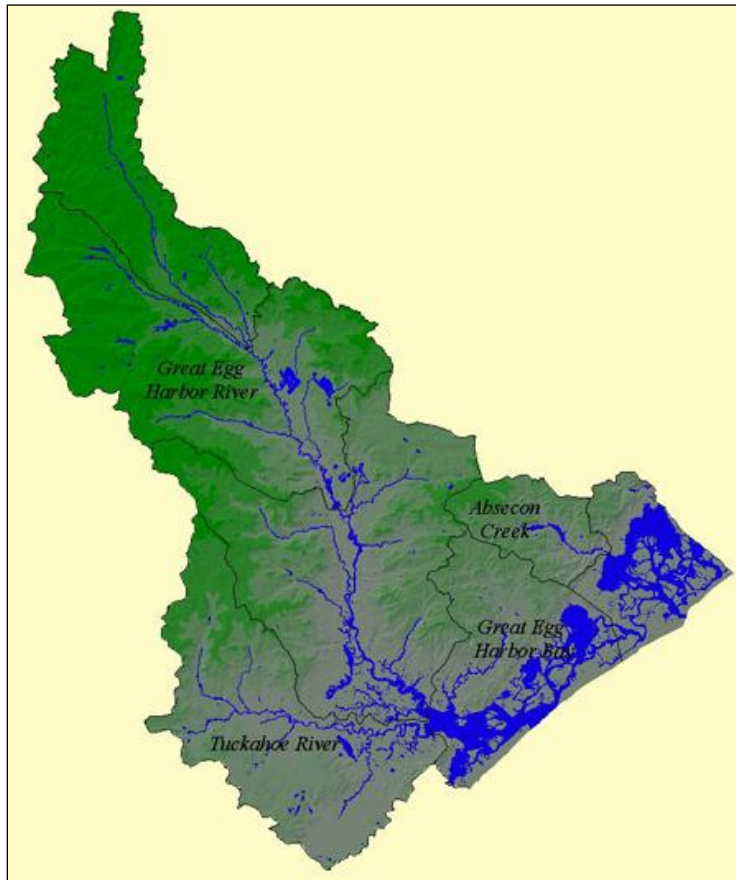 Great Egg
Harbor River
Absecon
Creek
Great Egg
Harbor Bay
Tuckahoe River